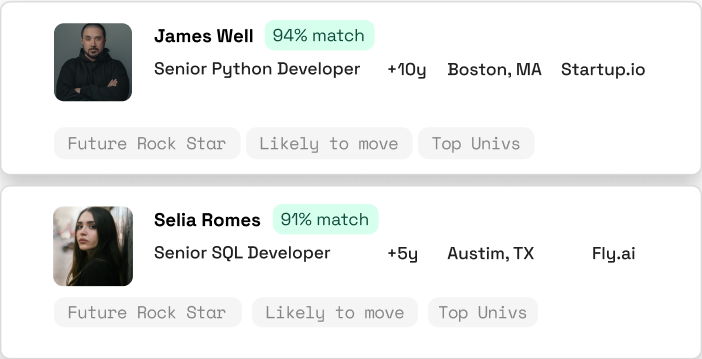 James Well 94% match
Senior Python Developer +10y Boston, MA Startup.io
Future Rock Star Likely to move Top Univs
Selia Romes 91% match
Senior SQL Developer +5y Austim, TX Fly.ai
Future Rock Star Likely to move Top Univs